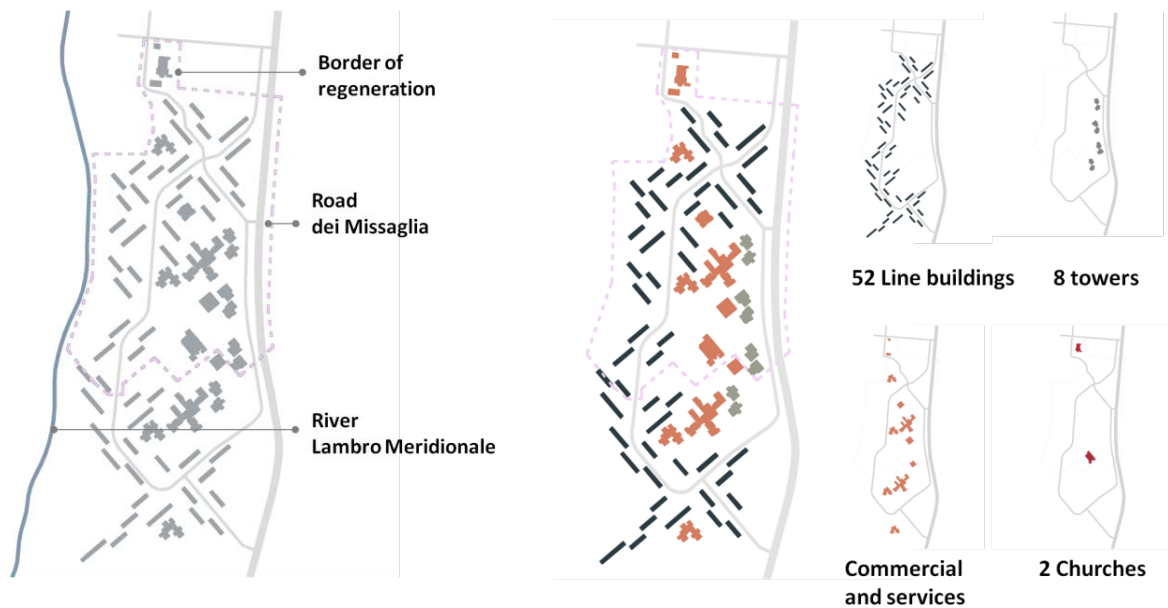 Border of
regeneration
Road
dei Missaglia
River
Lambro Meridionale
52 Line buildings
8 towers
Commercial
and services
2 Churches